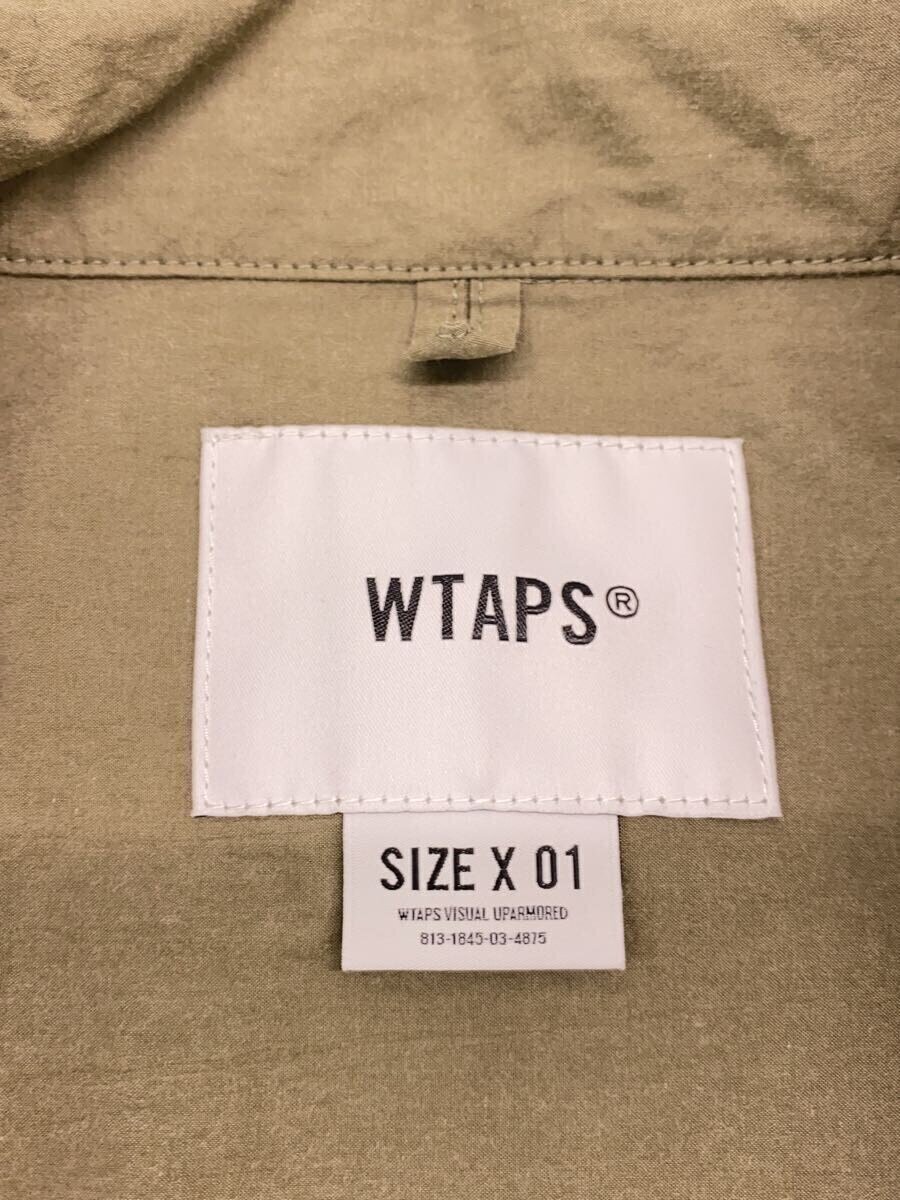 WTAPS®
SIZE X 01
WTAPS VISUAL UPARMORED
813-1845-03-4875